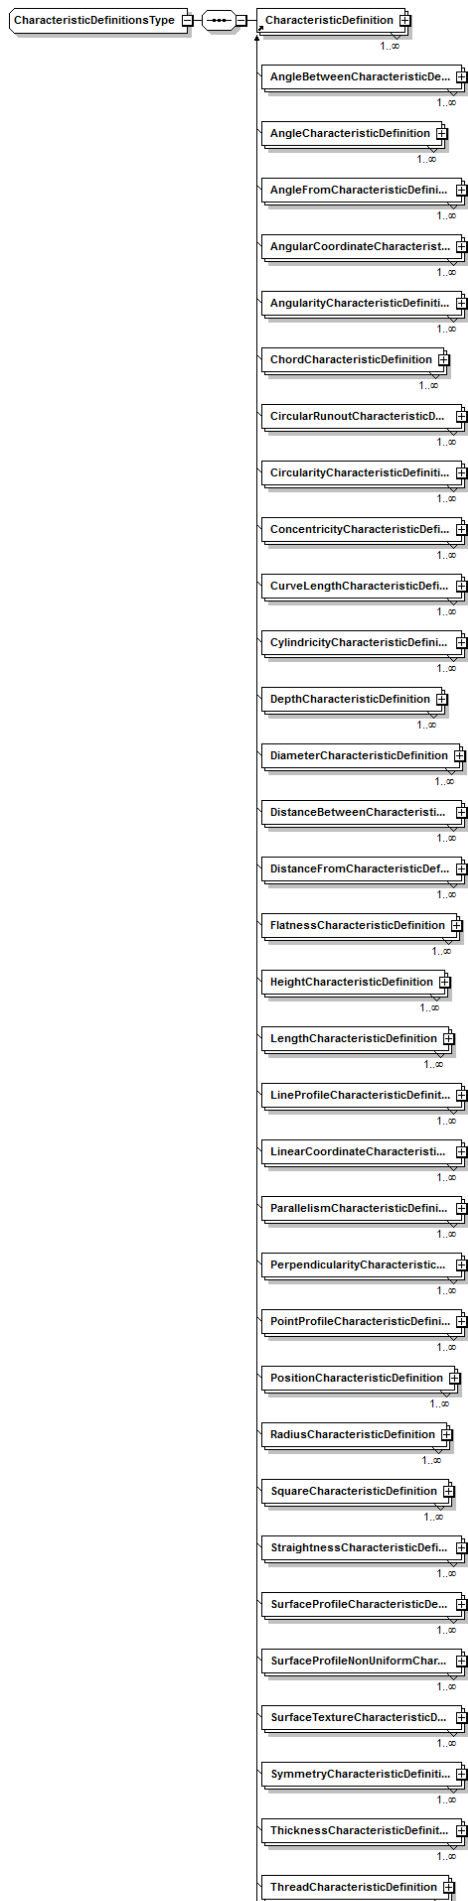 CharacteristicDefinitionsType
CharacteristicDefinition
1..∞
AngleBetweenCharacteristicDe...
1..∞
AngleCharacteristicDefinition
1..∞
AngleFromCharacteristicDefini...
1..∞
AngularCoordinateCharacterist...
1..∞
AngularityCharacteristicDefiniti...
1..∞
ChordCharacteristicDefinition
1..∞
CircularRunoutCharacteristicD...
1..∞
CircularityCharacteristicDefiniti...
1..∞
ConcentricityCharacteristicDefi...
1..∞
CurveLengthCharacteristicDefi...
1..∞
CylindricityCharacteristicDefini...
1..∞
DepthCharacteristicDefinition
1..∞
DiameterCharacteristicDefinition
1..∞
DistanceBetweenCharacteristi...
1..∞
DistanceFromCharacteristicDef...
1..∞
FlatnessCharacteristicDefinition
1..∞
HeightCharacteristicDefinition
1..∞
LengthCharacteristicDefinition
1..∞
LineProfileCharacteristicDefinit...
1..∞
LinearCoordinateCharacteristi...
1..∞
ParallelismCharacteristicDefini...
1..∞
PerpendicularityCharacteristic...
1..∞
PointProfileCharacteristicDefini...
1..∞
PositionCharacteristicDefinition
1..∞
RadiusCharacteristicDefinition
1..∞
SquareCharacteristicDefinition
1..∞
StraightnessCharacteristicDefi...
1..∞
SurfaceProfileCharacteristicDe...
1..∞
SurfaceProfileNonUniformChar...
1..∞
SurfaceTextureCharacteristicD...
1..∞
SymmetryCharacteristicDefiniti...
1..∞
ThicknessCharacteristicDefinit...
1..∞
ThreadCharacteristicDefinition